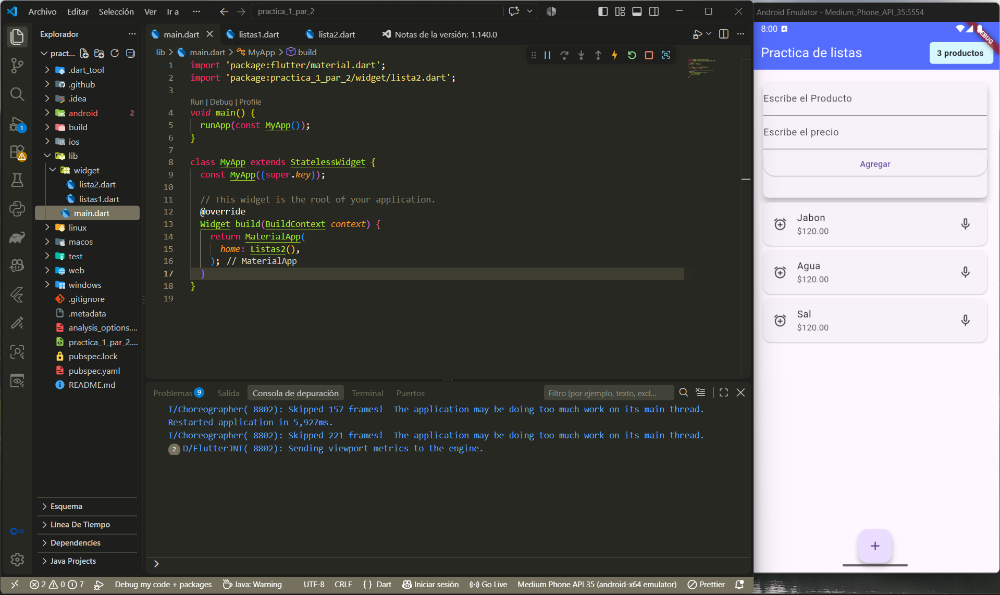 Archivo Editar Selección Ver Ir a ···
practica_1_par_2
Explorador
pract...
.dart_tool
.github
.idea
android 2
build
ios
lib
widget
lista2.dart
listas1.dart
main.dart
linux
macos
test
web
windows
.gitignore
.metadata
analysis_options....
practica_1_par_2....
pubspec.lock
pubspec.yaml
README.md
Esquema
Línea De Tiempo
Dependencies
Java Projects
1
main.dart
listas1.dart
lista2.dart
Notas de la versión: 1.140.0
lib > main.dart > MyApp > build
1 import 'package:flutter/material.dart';
2 import 'package:practica_1_par_2/widget/lista2.dart';
3
Run | Debug | Profile
4 void main() {
5 runApp(const MyApp());
6 }
7
8 class MyApp extends StatelessWidget {
9 const MyApp({super.key});
10
11 // This widget is the root of your application.
12 @override
13 Widget build(BuildContext context) {
14 return MaterialApp(
15 home: Listas2(),
16 ); // MaterialApp
17 }
18 }
19
Problemas 9 Salida Consola de depuración Terminal Puertos
Filtro (por ejemplo, texto, excl...
I/Choreographer( 8802): Skipped 157 frames!  The application may be doing too much work on its main thread.
Restarted application in 5,927ms.
I/Choreographer( 8802): Skipped 221 frames!  The application may be doing too much work on its main thread.
2 D/FlutterJNI( 8802): Sending viewport metrics to the engine.
2 0 7 Debug my code + packages Java: Warning UTF-8 CRLF { } Dart Iniciar sesión Go Live Medium Phone API 35 (android-x64 emulator) Prettier
Android Emulator - Medium_Phone_API_35:5554
8:00
DEBUG
Practica de listas
3 productos
Escribe el Producto
Escribe el precio
Agregar
Jabon
$120.00
Agua
$120.00
Sal
$120.00
+